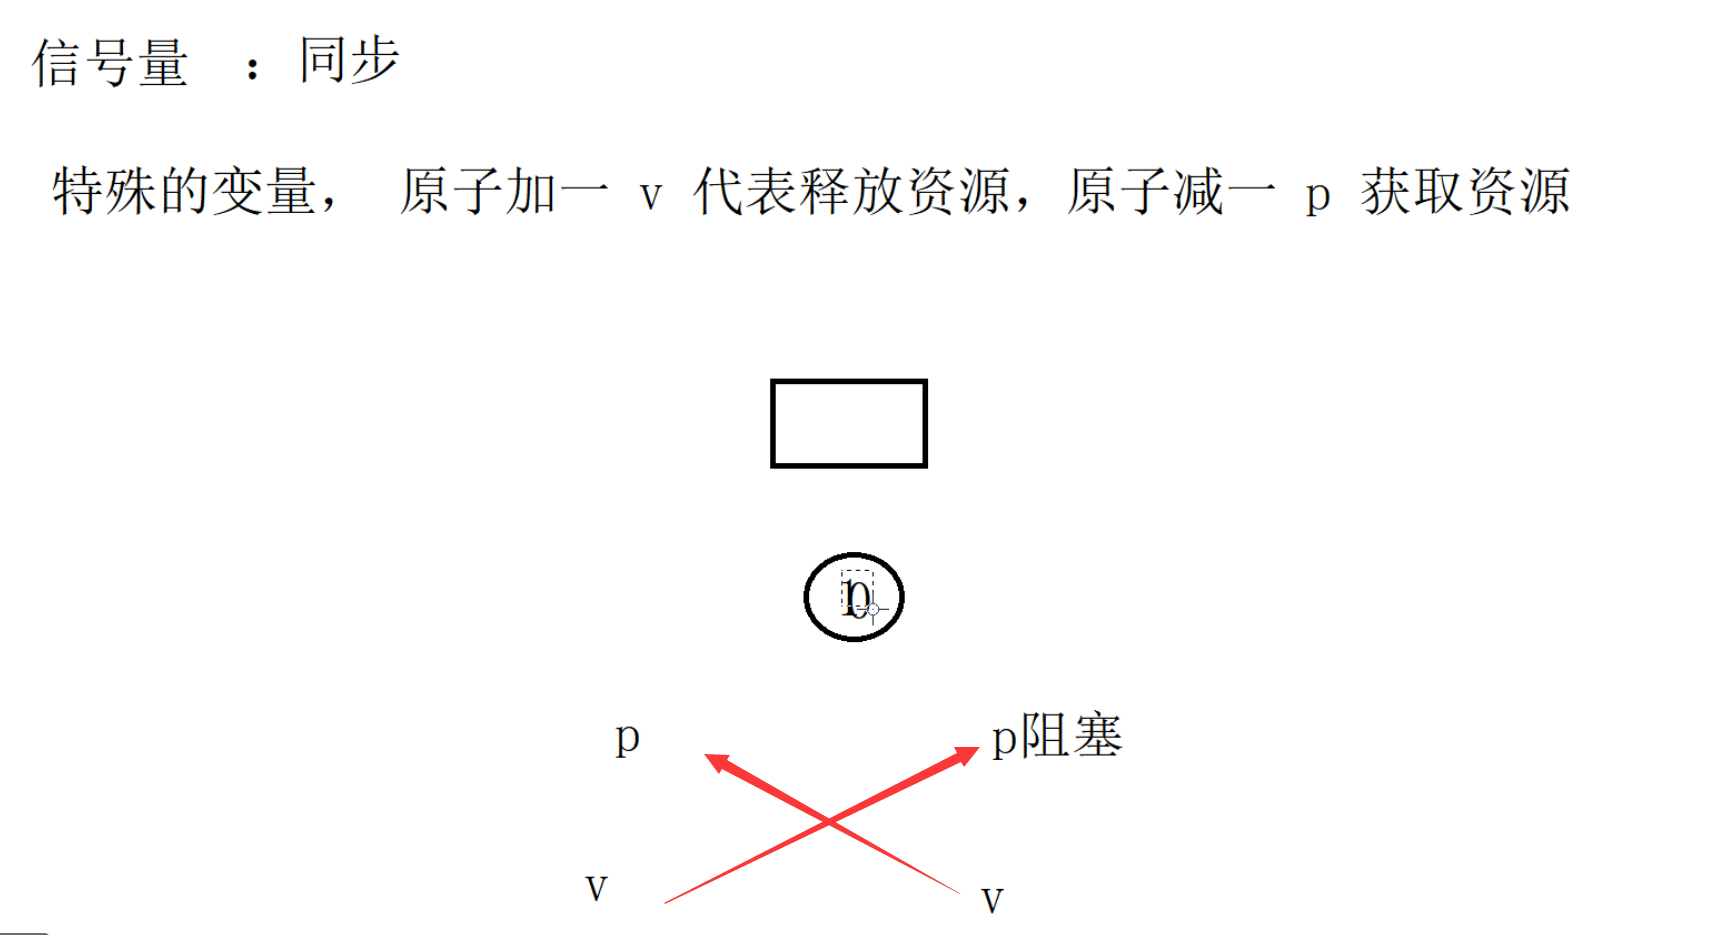 信号量 ：同步
特殊的变量， 原子加一 v 代表释放资源，原子减一 p 获取资源
p p阻塞
v v